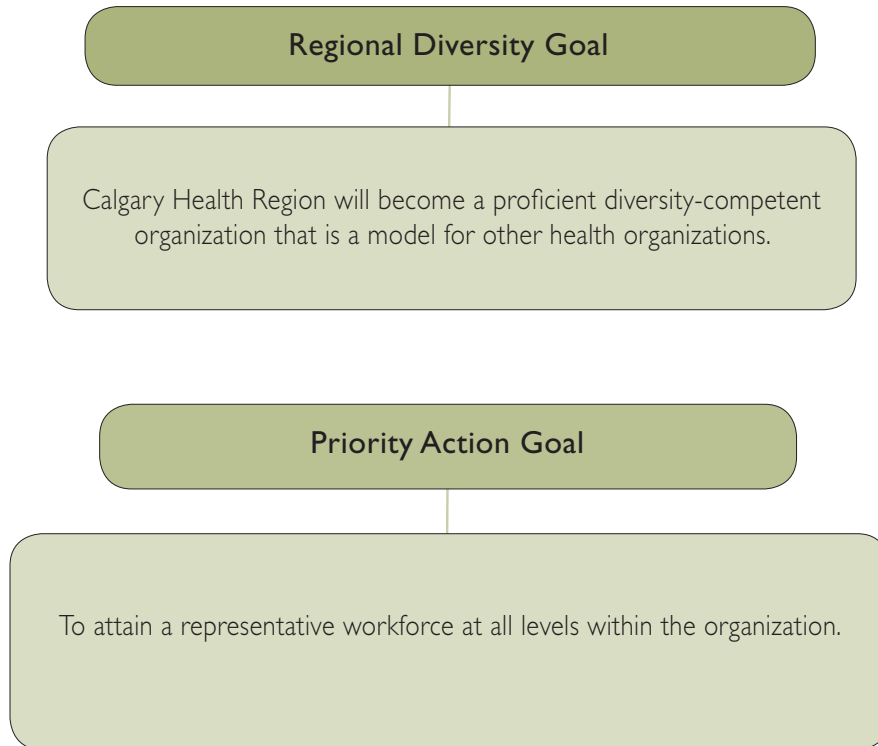 Regional Diversity Goal
Calgary Health Region will become a proficient diversity-competent
organization that is a model for other health organizations.
Priority Action Goal
To attain a representative workforce at all levels within the organization.